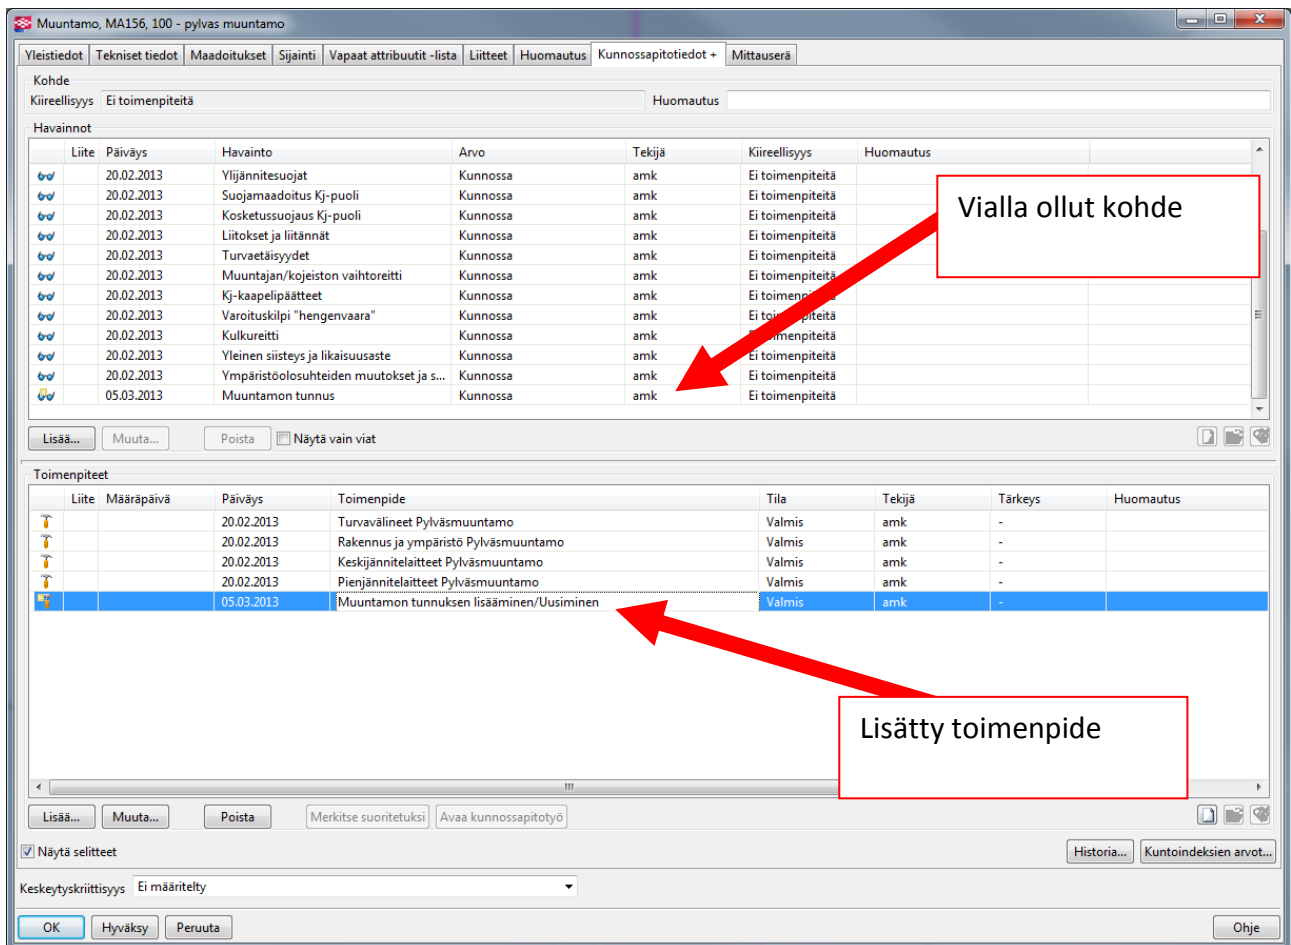 Muuntamo, MA156, 100 - pylvas muuntamo
Yleistiedot Tekniset tiedot Maadoitukset Sijainti Vapaat attribuutit -lista Liitteet Huomautus Kunnossapitotiedot + Mittauserä
Kohde
Kiireellisyys Ei toimenpiteitä Huomautus
Havainnot
Liite Päiväys Havainto Arvo Tekijä Kiireellisyys Huomautus
20.02.2013 Ylijännitesuojat Kunnossa amk Ei toimenpiteitä
20.02.2013 Suojamaadoitus Kj-puoli Kunnossa amk Ei toimenpiteitä
20.02.2013 Kosketussuojaus Kj-puoli Kunnossa amk Ei toimenpiteitä
20.02.2013 Liitokset ja liitännät Kunnossa amk Ei toimenpiteitä
20.02.2013 Turvaetäisyydet Kunnossa amk Ei toimenpiteitä
20.02.2013 Muuntajan/kojeiston vaihtoreitti Kunnossa amk Ei toimenpiteitä
20.02.2013 Kj-kaapelipäätteet Kunnossa amk Ei toimenpiteitä
20.02.2013 Varoituskilpi "hengenvaara" Kunnossa amk Ei toimenpiteitä
20.02.2013 Kulkureitti Kunnossa amk Ei toimenpiteitä
20.02.2013 Yleinen siisteys ja likaisuusaste Kunnossa amk Ei toimenpiteitä
20.02.2013 Ympäristöolosuhteiden muutokset ja s... Kunnossa amk Ei toimenpiteitä
05.03.2013 Muuntamon tunnus Kunnossa amk Ei toimenpiteitä
Vialla ollut kohde
Lisää... Muuta... Poista Näytä vain viat
Toimenpiteet
Liite Määräpäivä Päiväys Toimenpide Tila Tekijä Tärkeys Huomautus
20.02.2013 Turvavälineet Pylväsmuuntamo Valmis amk -
20.02.2013 Rakennus ja ympäristö Pylväsmuuntamo Valmis amk -
20.02.2013 Keskijännitelaitteet Pylväsmuuntamo Valmis amk -
20.02.2013 Pienjännitelaitteet Pylväsmuuntamo Valmis amk -
05.03.2013 Muuntamon tunnuksen lisääminen/Uusiminen Valmis amk -
Lisätty toimenpide
Lisää... Muuta... Poista Merkitse suoritetuksi Avaa kunnossapitotyö
Näytä selitteet Historia... Kuntoindeksien arvot...
Keskeytyskriittisyys Ei määritelty
OK Hyväksy Peruuta Ohje